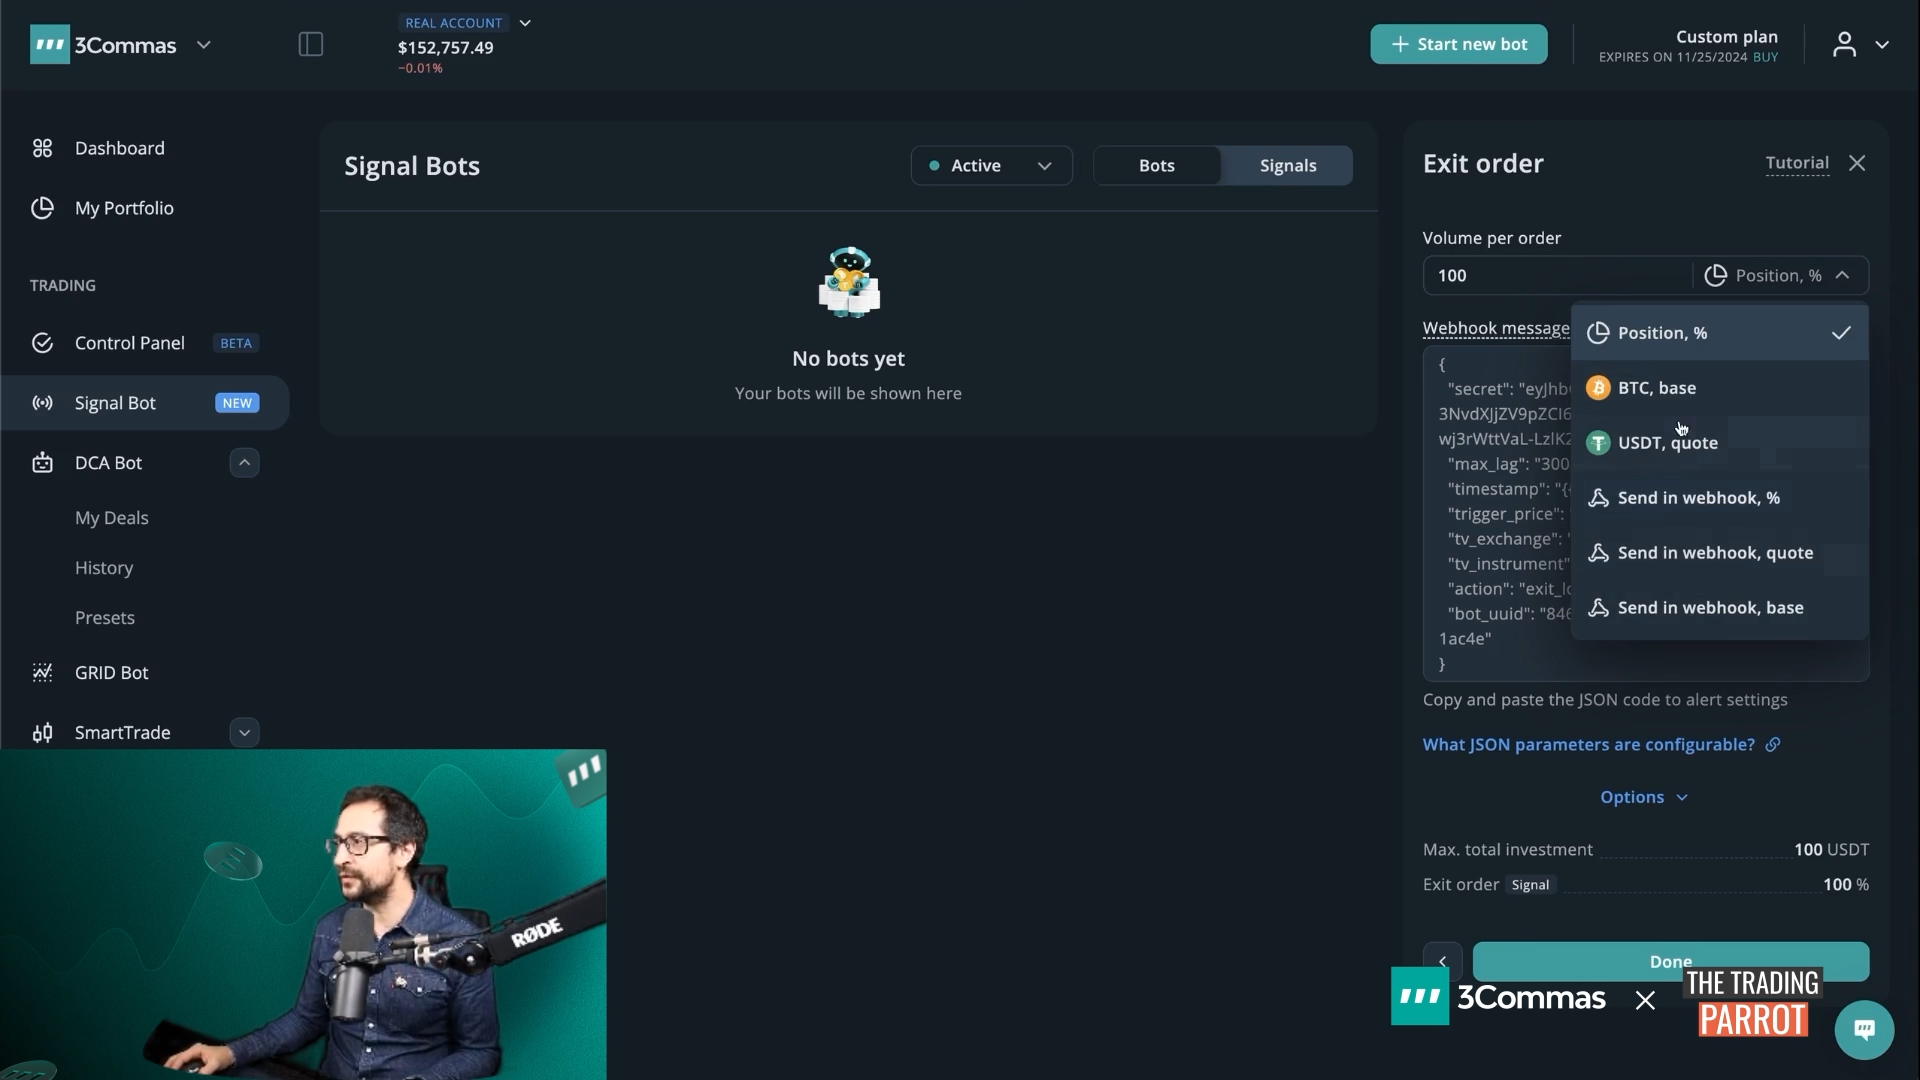 3Commas
REAL ACCOUNT
$152,757.49
−0.01%
Start new bot
Custom plan
EXPIRES ON 11/25/2024 BUY
Dashboard
My Portfolio
TRADING
Control Panel BETA
Signal Bot NEW
DCA Bot
My Deals
History
Presets
GRID Bot
SmartTrade
Signal Bots
Active
Bots
Signals
No bots yet
Your bots will be shown here
Exit order
Tutorial
Volume per order
100
Position, %
Webhook message
Position, %
BTC, base
USDT, quote
Send in webhook, %
Send in webhook, quote
Send in webhook, base
{
"secret":
"max_lag": "300
"timestamp": "{
"trigger_price":
"tv_exchange": "
"tv_instrument"
"action":
"bot_uuid": "846
1ac4e"
}
Copy and paste the JSON code to alert settings
What JSON parameters are configurable?
Options
Max. total investment 100 USDT
Exit order Signal 100 %
Done
3Commas
THE TRADING
PARROT
RØDE